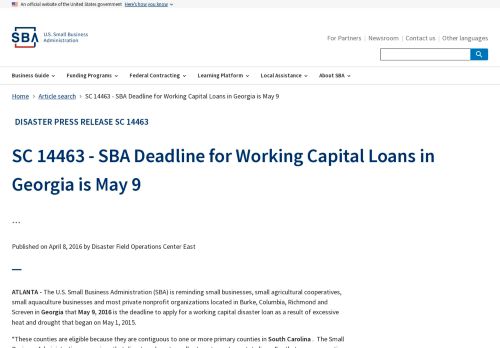 An official website of the United States government Here's how you know
SBA U.S. Small Business
Administration
For Partners | Newsroom | Contact us | Other languages
Business Guide Funding Programs Federal Contracting Learning Platform Local Assistance About SBA
Home › Article search › SC 14463 - SBA Deadline for Working Capital Loans in Georgia is May 9
DISASTER PRESS RELEASE SC 14463
SC 14463 - SBA Deadline for Working Capital Loans in
Georgia is May 9
...
Published on April 8, 2016 by Disaster Field Operations Center East
ATLANTA - The U.S. Small Business Administration (SBA) is reminding small businesses, small agricultural cooperatives,
small aquaculture businesses and most private nonprofit organizations located in Burke, Columbia, Richmond and
Screven in Georgia that May 9, 2016 is the deadline to apply for a working capital disaster loan as a result of excessive
heat and drought that began on May 1, 2015.
"These counties are eligible because they are contiguous to one or more primary counties in South Carolina . The Small